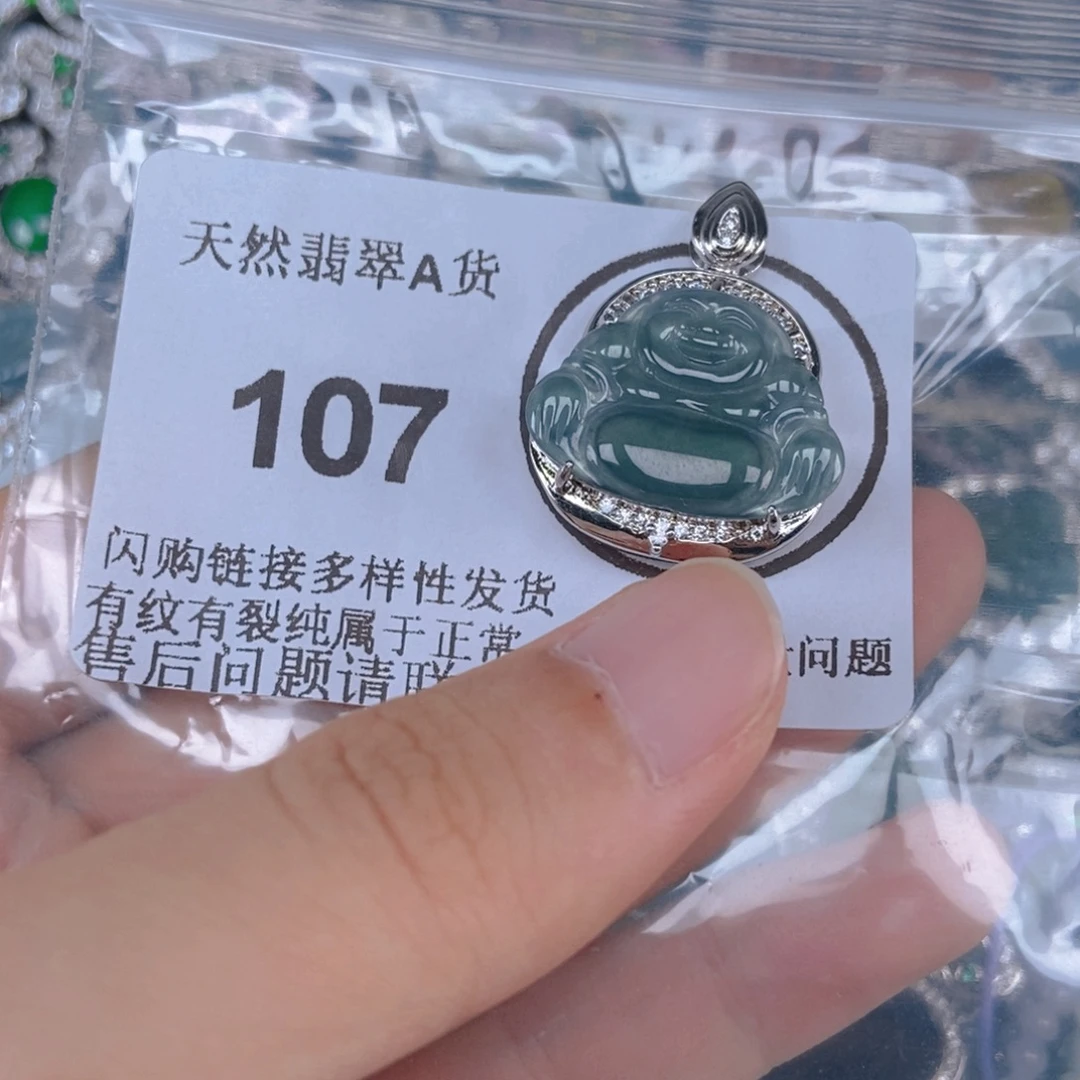 天然翡翠A货
107
闪购链接多样性发货
有纹有裂纯属于正常
问题
售后问题请联